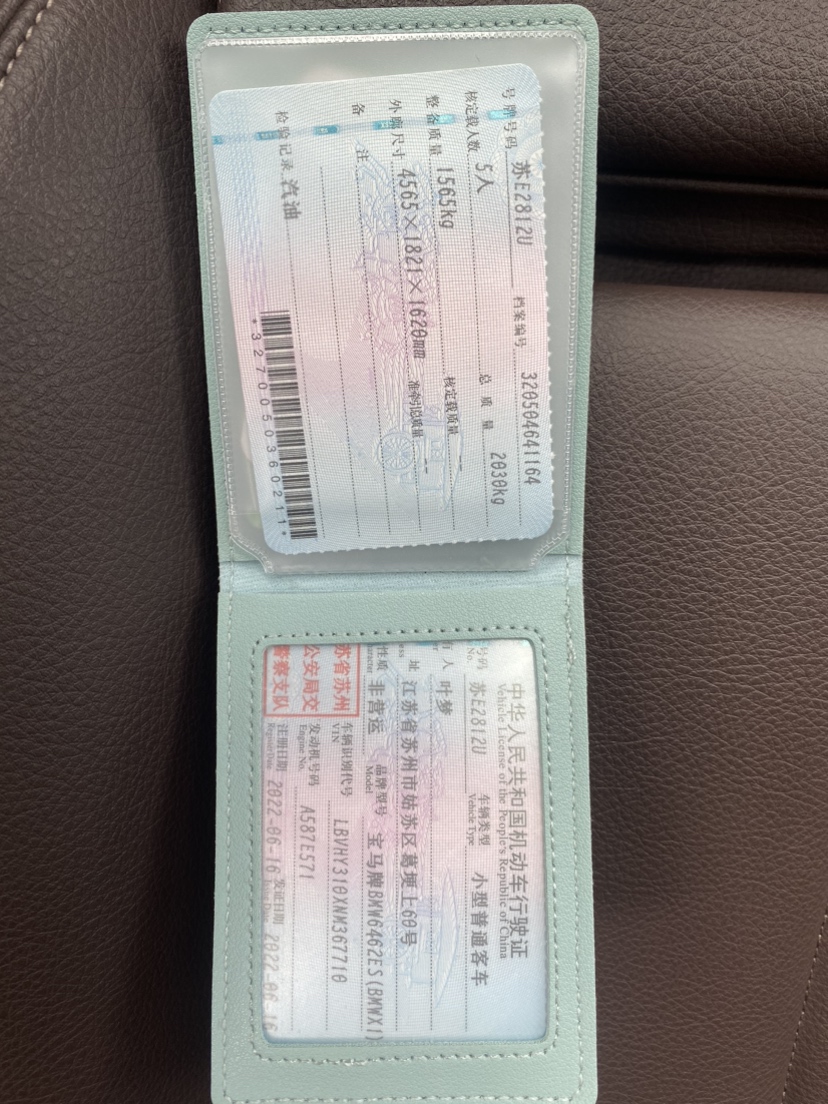 号牌号码 苏E2812U 档案编号 320504641164
核定载人数 5人 总质量 2030kg
整备质量 1565kg 核定载质量 --
外廓尺寸 4565×1821×1620mm 准牵引总质量 --
备注
检验记录 汽油
*3270050360211*
中华人民共和国机动车行驶证
Vehicle License of the People's Republic of China
号码 苏E2812U 车辆类型 小型普通客车
No. Vehicle Type
人 叶梦
址 江苏省苏州市姑苏区葛埂上60号
性质 非营运 品牌型号 宝马牌BMW6462ES(BMWX1)
Model
苏省苏州
公安局交
警察支队
车辆识别代号 LBVHY310XNM367710
VIN
发动机号码 A587E571
Engine No.
注册日期 2022-06-16 发证日期 2022-06-16
Register Date Issue Date